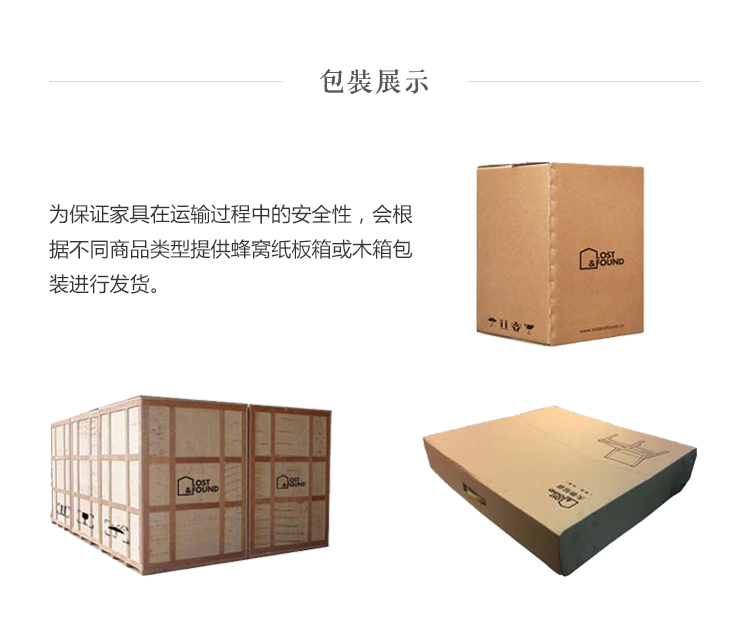 包裝展示
为保证家具在运输过程中的安全性，会根
据不同商品类型提供蜂窝纸板箱或木箱包
装进行发货。
LOST
&FOUND
www.lostandfound.cn
LOST
&FOUND
LOST
&FOUND